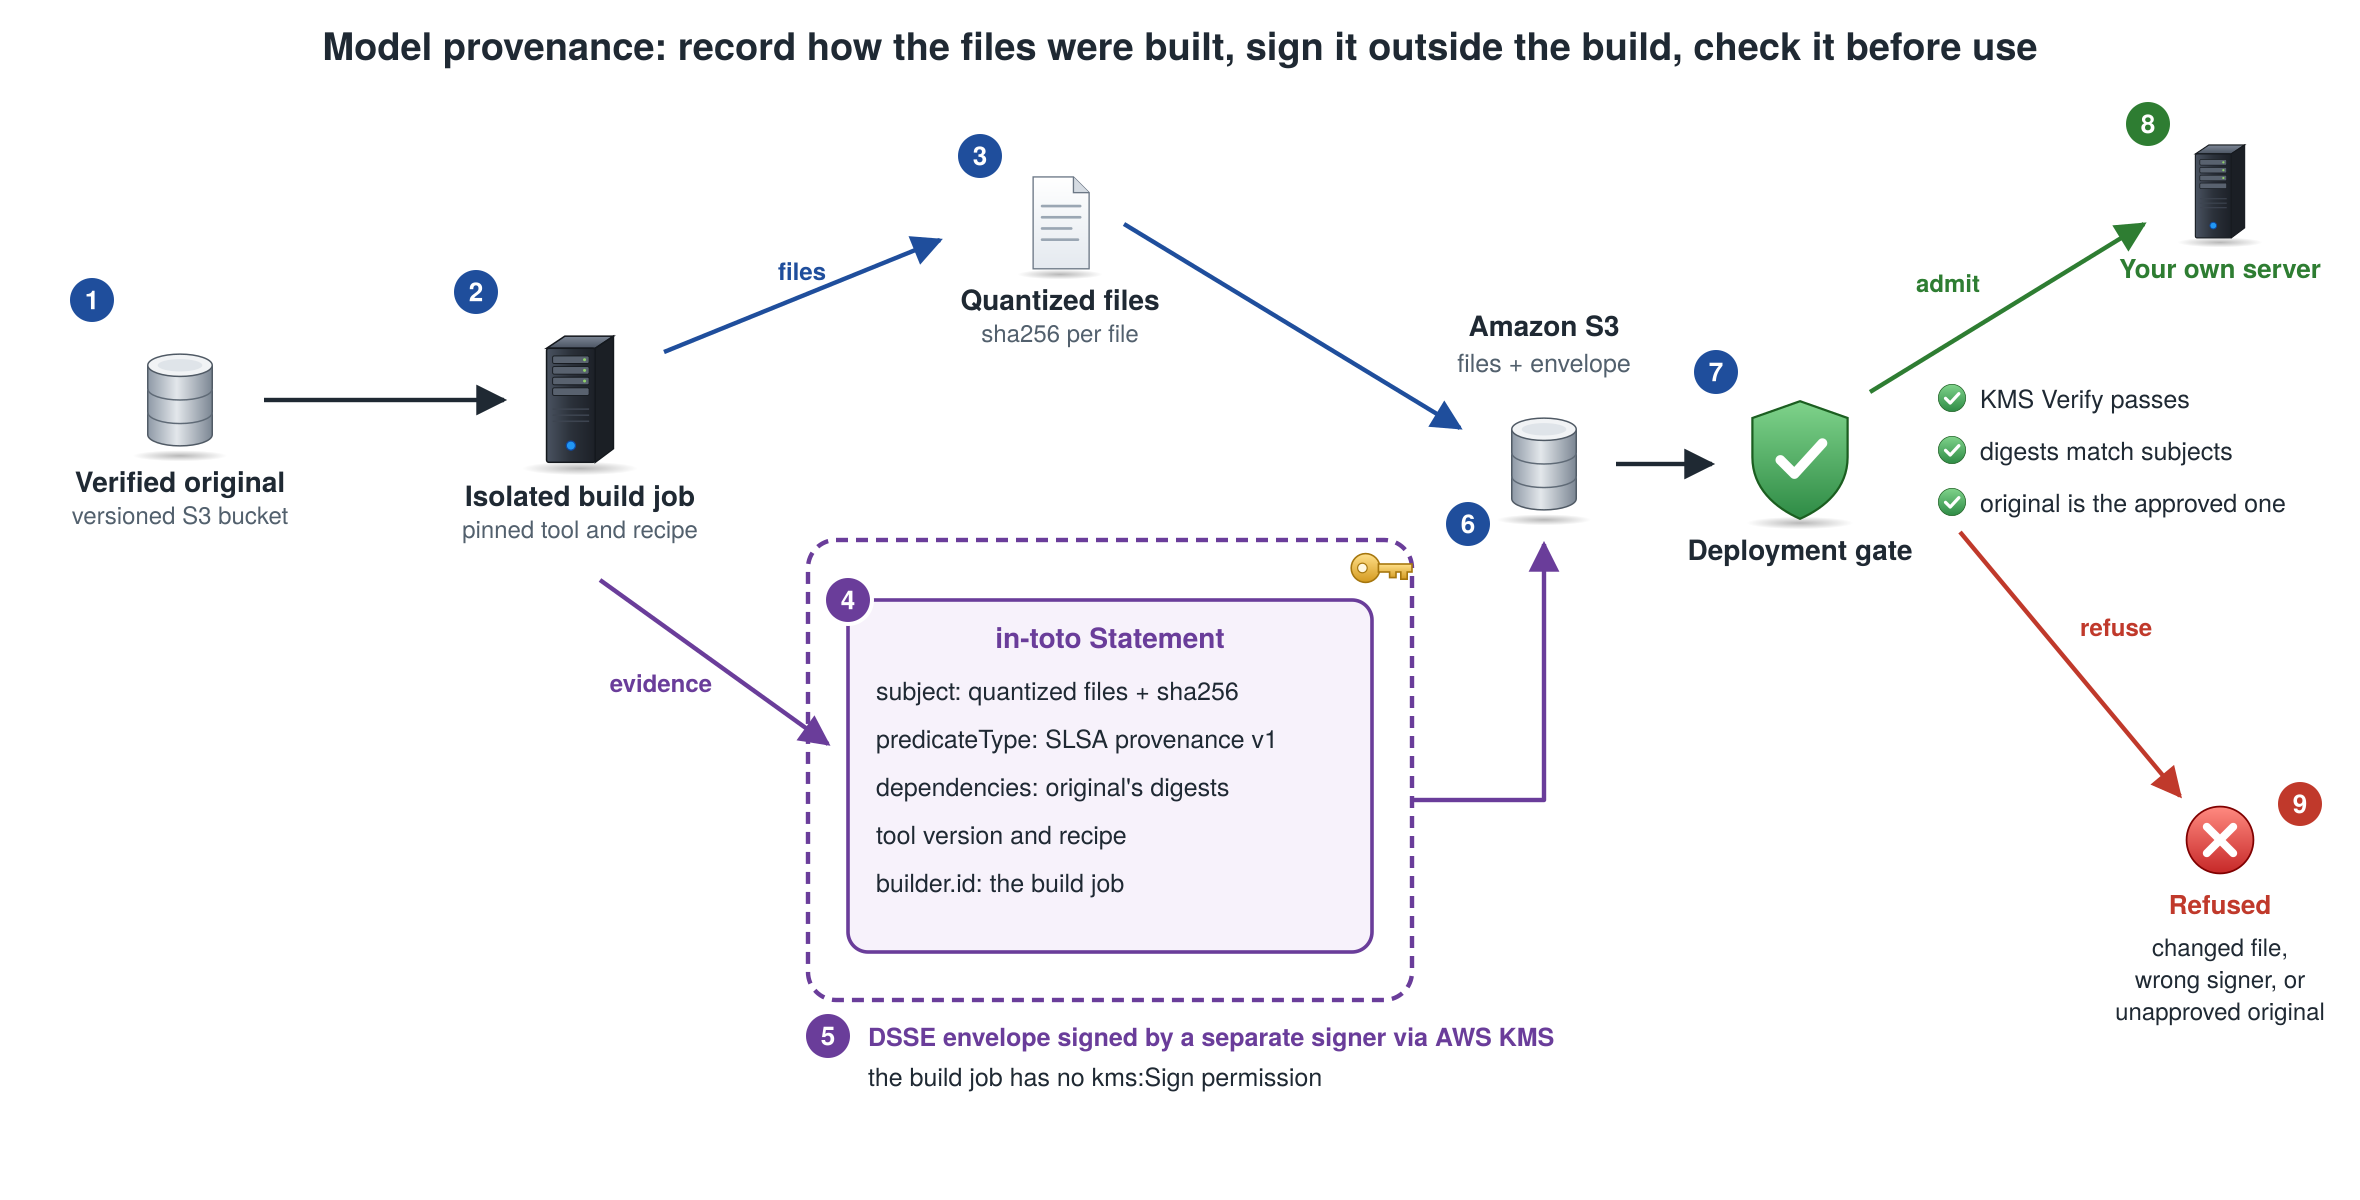 Model provenance: record how the files were built, sign it outside the build, check it before use
1
Verified original
versioned S3 bucket
2
Isolated build job
pinned tool and recipe
files
3
Quantized files
sha256 per file
evidence
4
in-toto Statement
subject: quantized files + sha256
predicateType: SLSA provenance v1
dependencies: original's digests
tool version and recipe
builder.id: the build job
5
DSSE envelope signed by a separate signer via AWS KMS
the build job has no kms:Sign permission
Amazon S3
files + envelope
6
7
Deployment gate
KMS Verify passes
digests match subjects
original is the approved one
admit
8
Your own server
refuse
9
Refused
changed file,
wrong signer, or
unapproved original